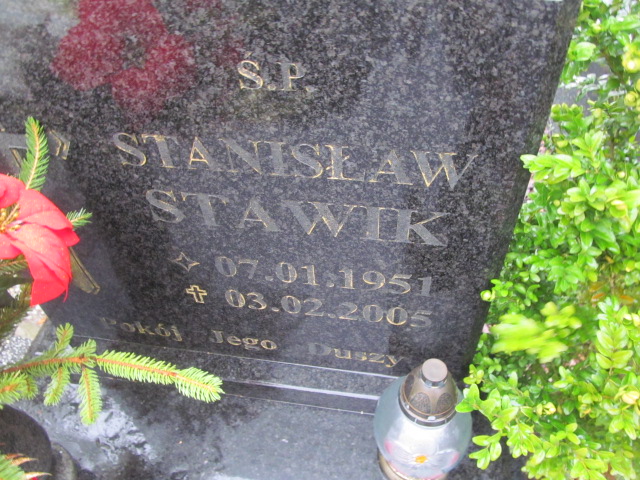 Ś.P.
STANISŁAW
STAWIK
07.01.1951
03.02.2005
Pokój Jego Duszy